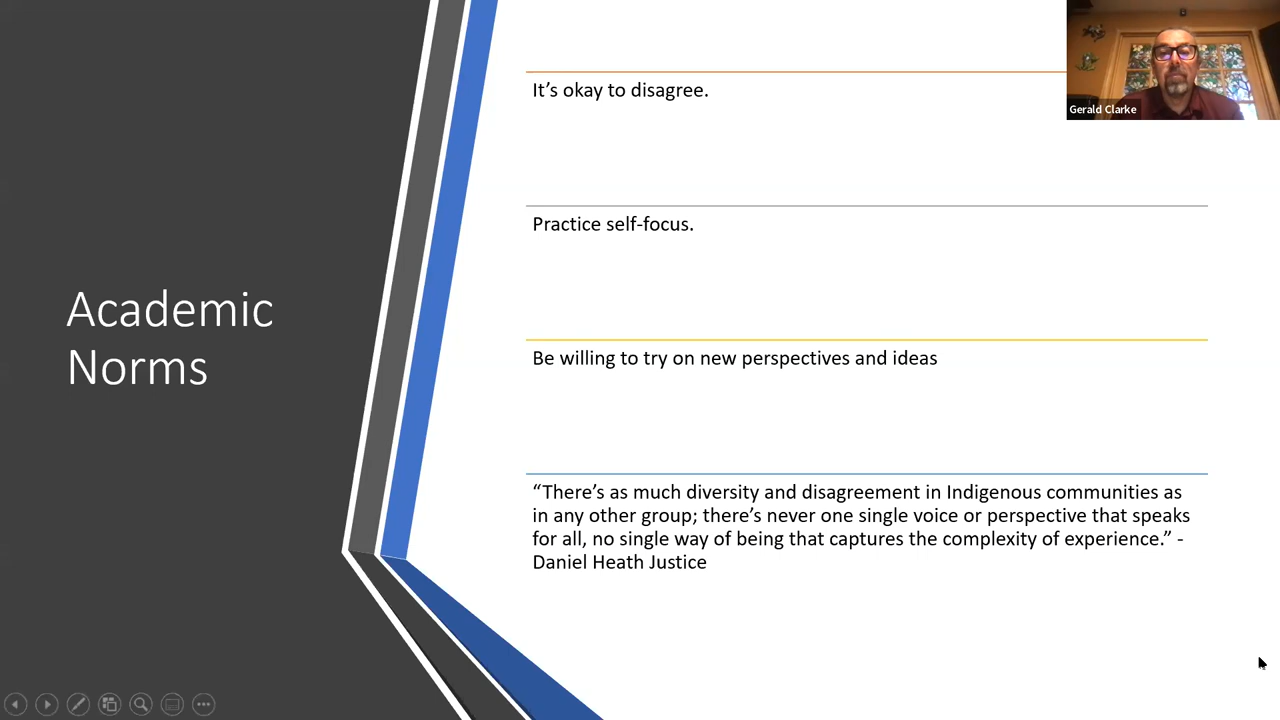 Academic
Norms
It’s okay to disagree.
Practice self-focus.
Be willing to try on new perspectives and ideas
“There’s as much diversity and disagreement in Indigenous communities as
in any other group; there’s never one single voice or perspective that speaks
for all, no single way of being that captures the complexity of experience.” -
Daniel Heath Justice
Gerald Clarke